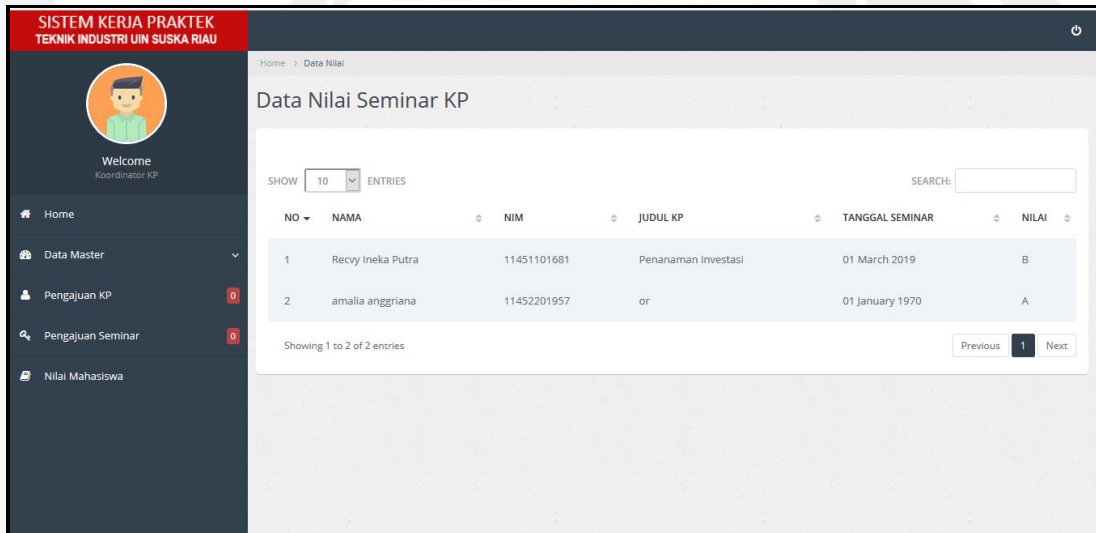 SISTEM KERJA PRAKTEK
TEKNIK INDUSTRI UIN SUSKA RIAU
Welcome
Koordinator KP
Home
Data Master
Pengajuan KP 0
Pengajuan Seminar 0
Nilai Mahasiswa
Home > Data Nilai
Data Nilai Seminar KP
SHOW 10 ENTRIES SEARCH:
NO NAMA NIM JUDUL KP TANGGAL SEMINAR NILAI
1 Recvy Ineka Putra 11451101681 Penanaman Investasi 01 March 2019 B
2 amalia anggriana 11452201957 or 01 January 1970 A
Showing 1 to 2 of 2 entries Previous 1 Next